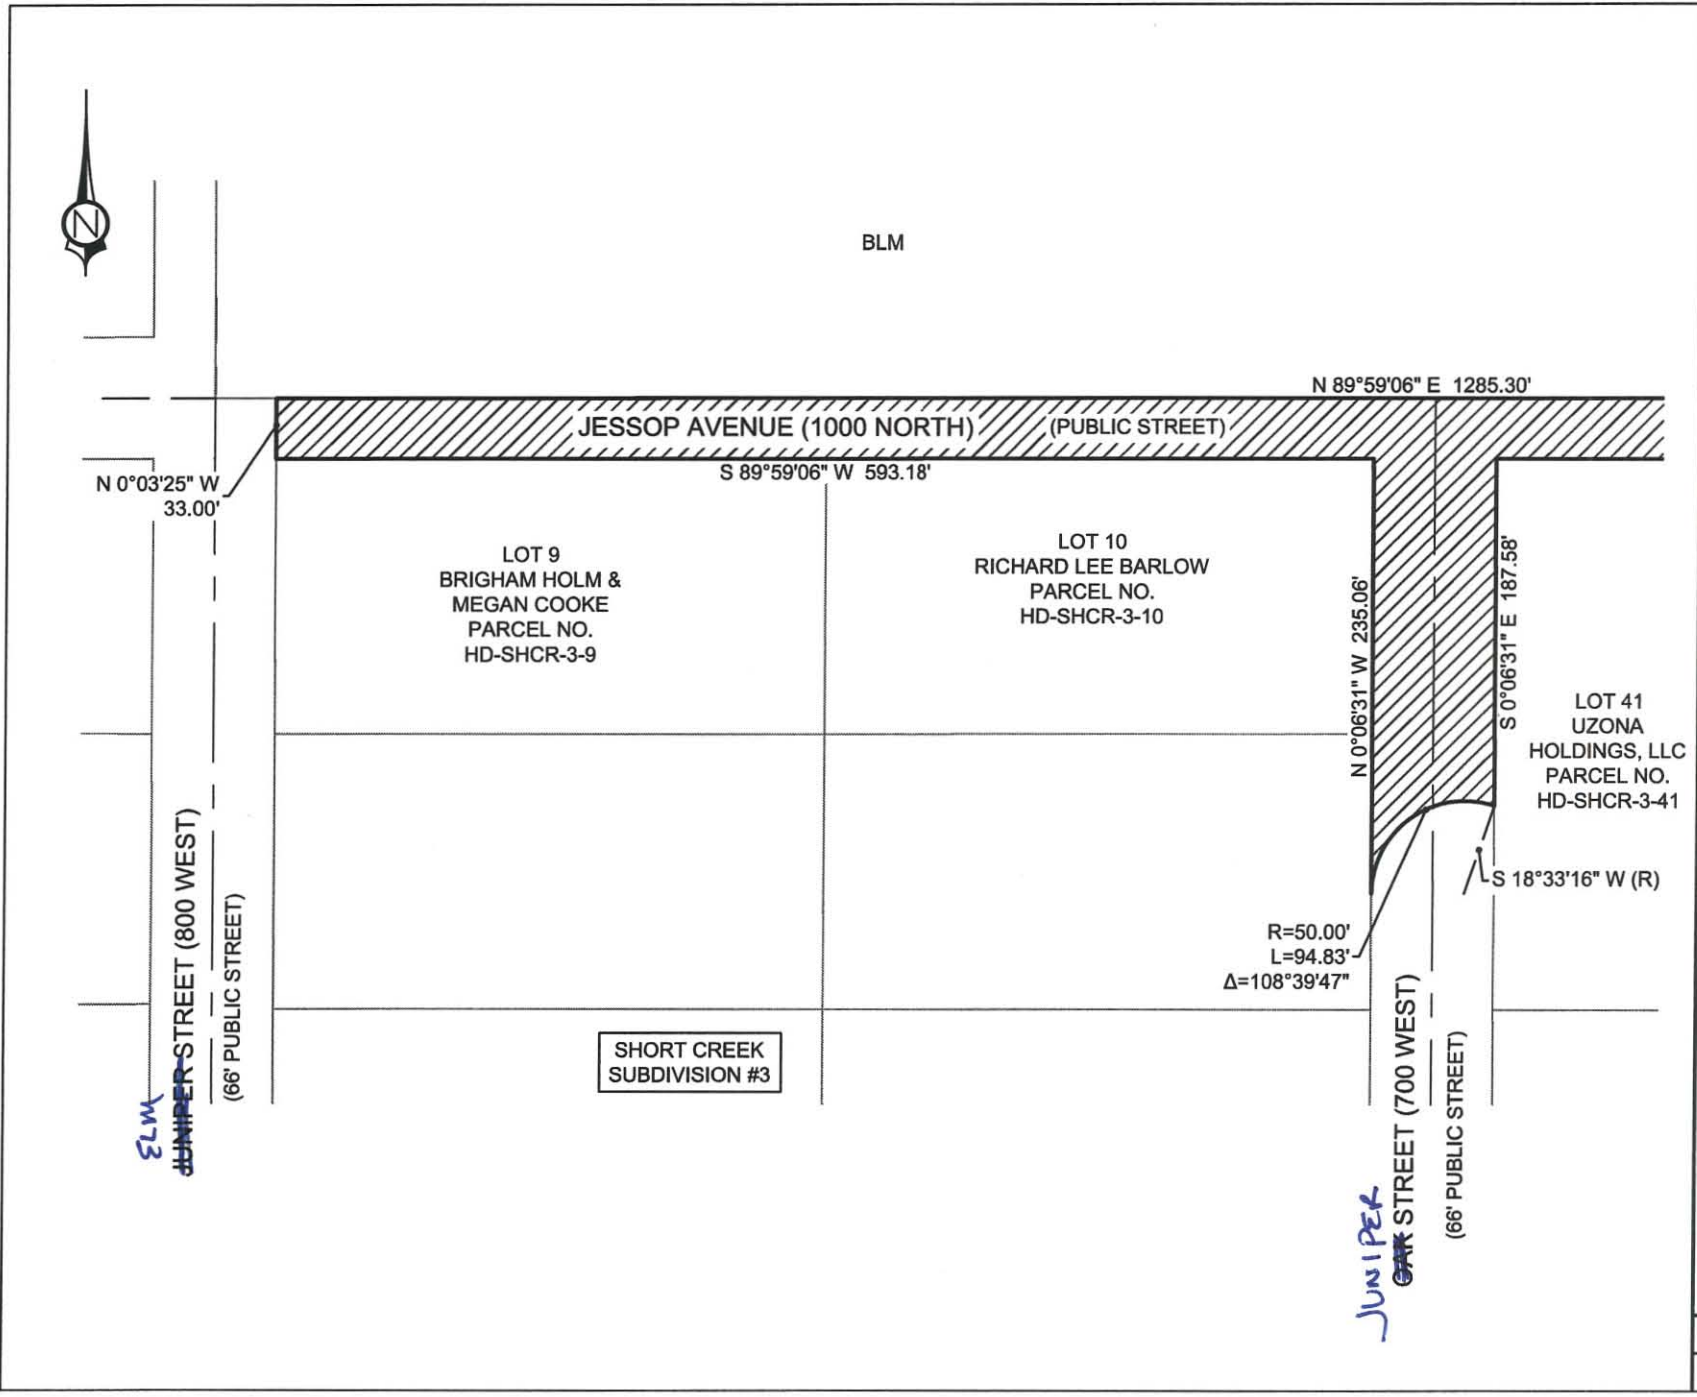 N
BLM
N 89°59'06" E 1285.30'
JESSOP AVENUE (1000 NORTH)
(PUBLIC STREET)
S 89°59'06" W 593.18'
N 0°03'25" W
33.00'
LOT 9
BRIGHAM HOLM &
MEGAN COOKE
PARCEL NO.
HD-SHCR-3-9
LOT 10
RICHARD LEE BARLOW
PARCEL NO.
HD-SHCR-3-10
N 0°06'31" W 235.06'
S 0°06'31" E 187.58'
LOT 41
UZONA
HOLDINGS, LLC
PARCEL NO.
HD-SHCR-3-41
S 18°33'16" W (R)
R=50.00'
L=94.83'
Δ=108°39'47"
ELM
JUNIPER STREET (800 WEST)
(66' PUBLIC STREET)
SHORT CREEK
SUBDIVISION #3
JUNIPER
OAK STREET (700 WEST)
(66' PUBLIC STREET)